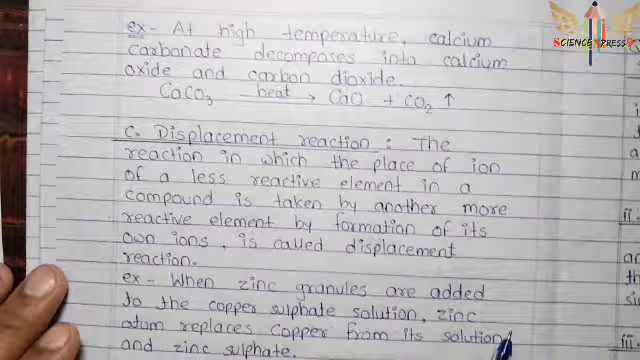 SCIENCEXPRESS
ex- At high temperature, calcium
carbonate decomposes into calcium
oxide and carbon dioxide.
CaCO₃ heat→ CaO + CO₂ ↑
C. Displacement reaction : The
reaction in which the place of ion
of a less reactive element in a
compound is taken by another more
reactive element by formation of its
own ions, is called displacement
reaction.
ex- When zinc granules are added
to the copper sulphate solution, zinc
atom replaces copper from its solution
and zinc sulphate.
ii.
iii.